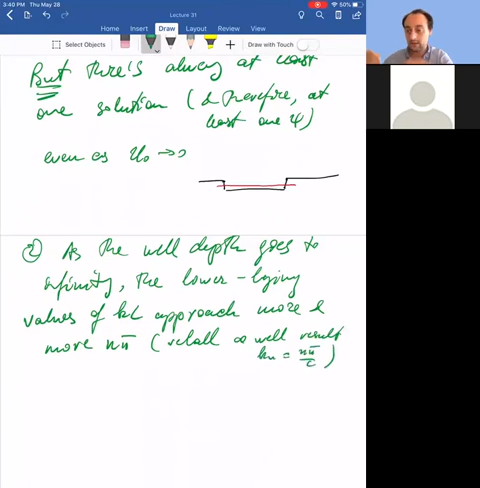 3:40 PM Thu May 28
50%
Lecture 31
Home Insert Draw Layout Review View
Select Objects
Draw with Touch
But there's always at least
one solution (& therefore, at
least one ψ)
even as U₀ → 0
② As the well depth goes to
infinity, the lower-lying
values of kL approach more &
more nπ (recall ∞ well result
kₙ = nπ/L)